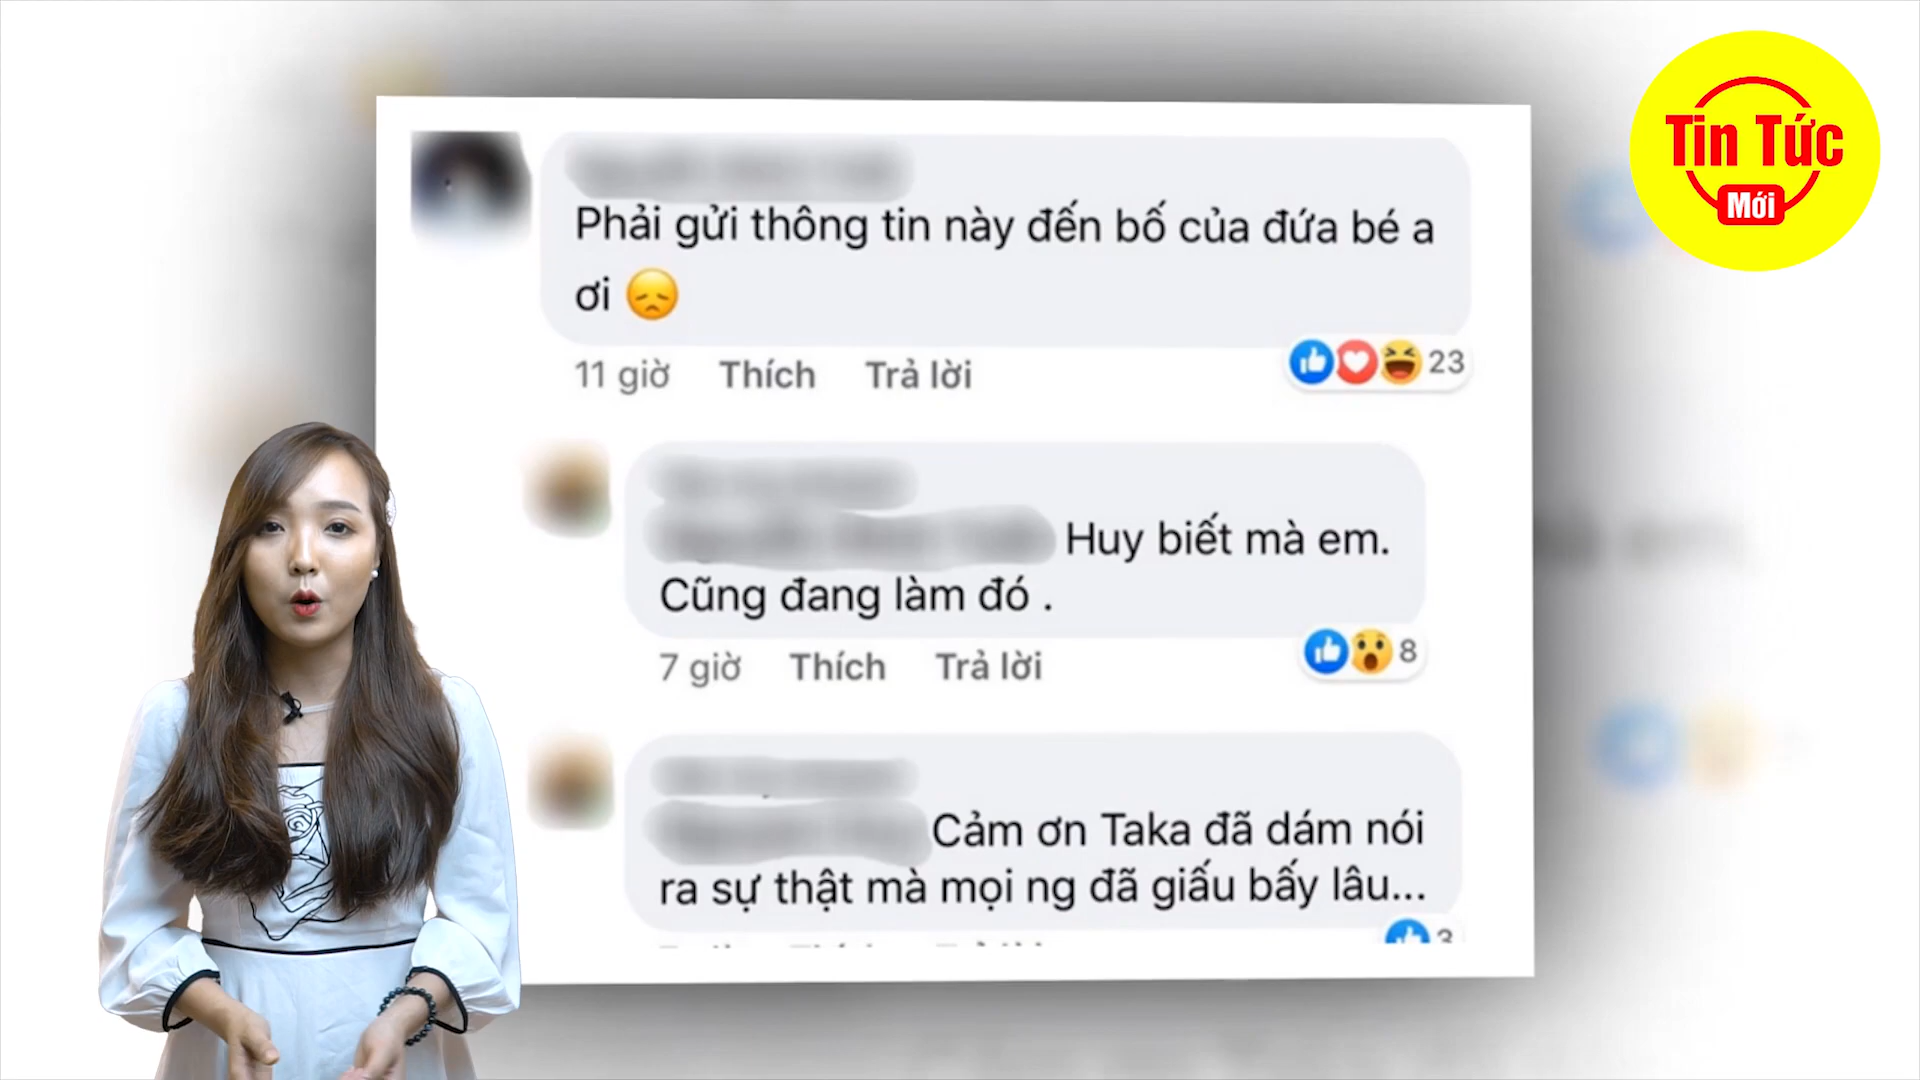 Tin Tức
Mới
Phải gửi thông tin này đến bố của đứa bé a
ơi 😞
11 giờ Thích Trả lời 23
Huy biết mà em.
Cũng đang làm đó .
7 giờ Thích Trả lời 8
Cảm ơn Taka đã dám nói
ra sự thật mà mọi ng đã giấu bấy lâu...
3